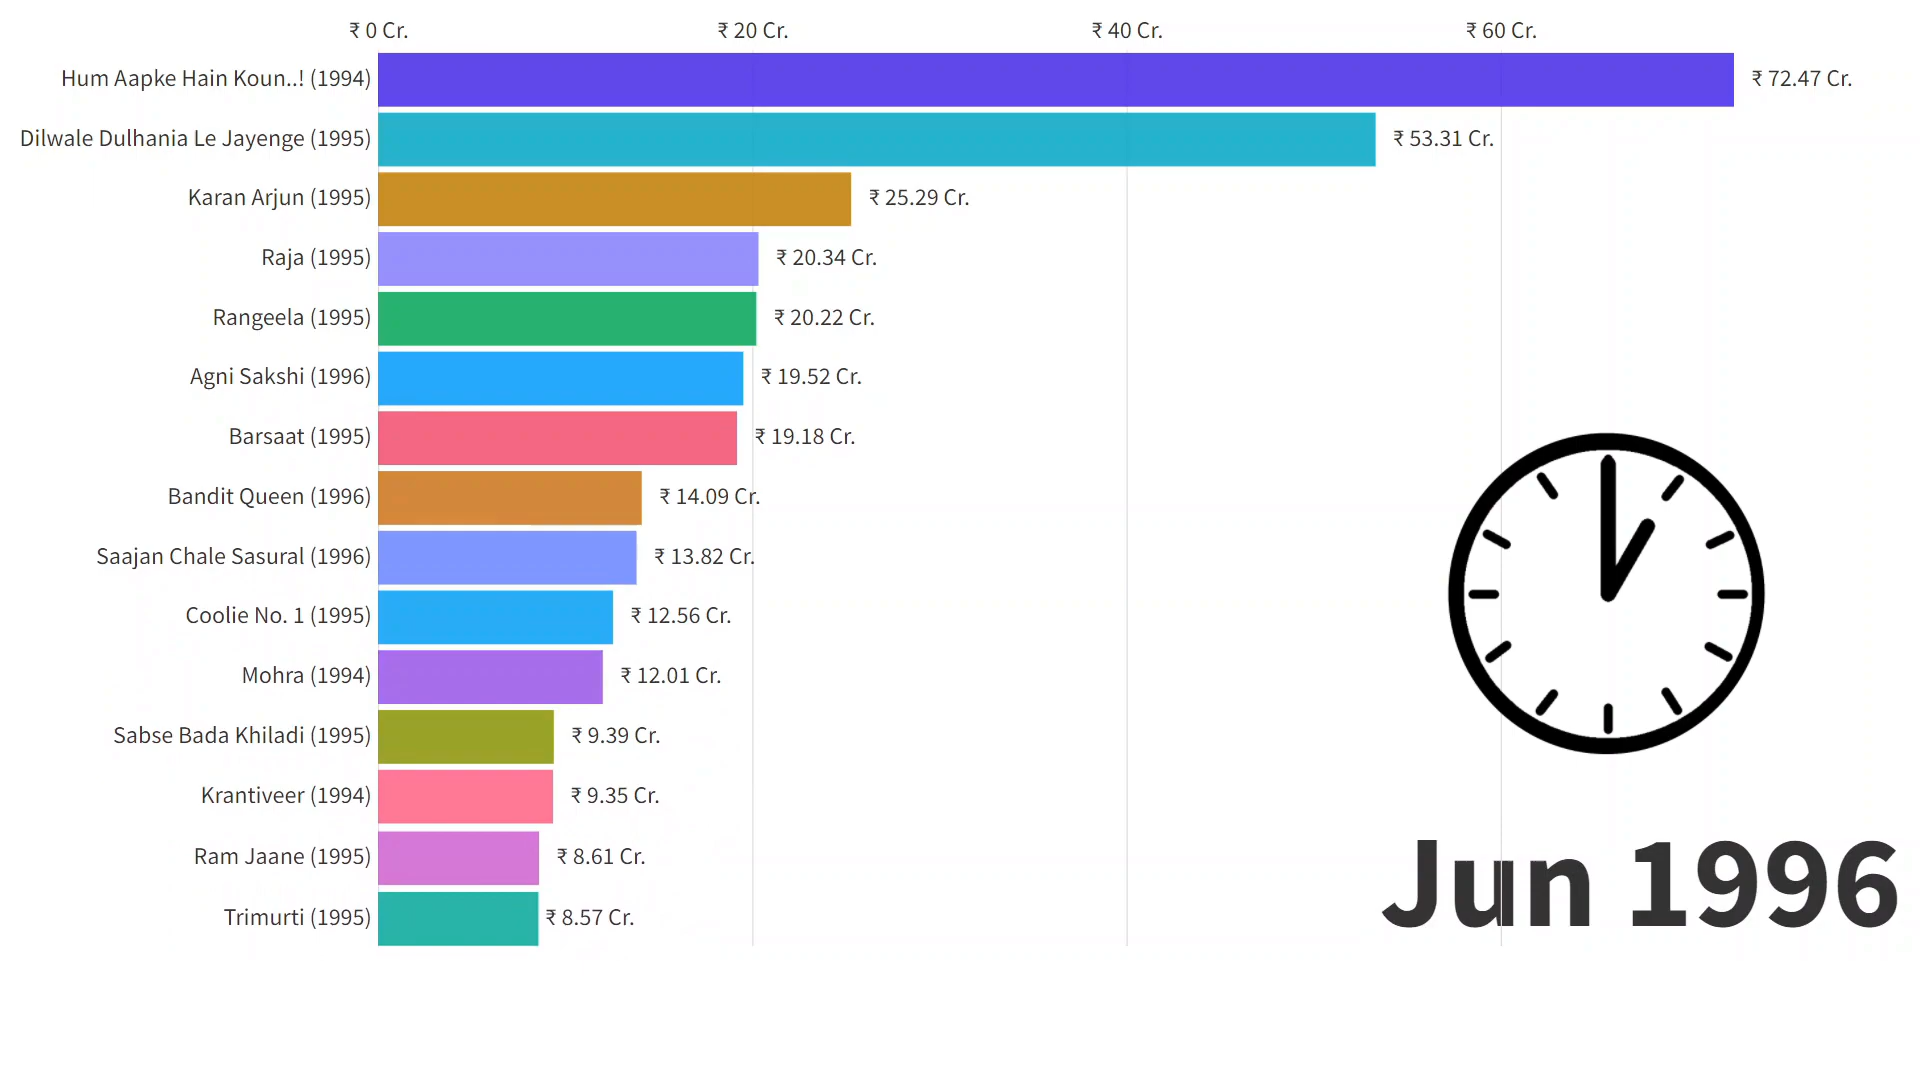 ₹ 0 Cr. ₹ 20 Cr. ₹ 40 Cr. ₹ 60 Cr.
Hum Aapke Hain Koun..! (1994) ₹ 72.47 Cr.
Dilwale Dulhania Le Jayenge (1995) ₹ 53.31 Cr.
Karan Arjun (1995) ₹ 25.29 Cr.
Raja (1995) ₹ 20.34 Cr.
Rangeela (1995) ₹ 20.22 Cr.
Agni Sakshi (1996) ₹ 19.52 Cr.
Barsaat (1995) ₹ 19.18 Cr.
Bandit Queen (1996) ₹ 14.09 Cr.
Saajan Chale Sasural (1996) ₹ 13.82 Cr.
Coolie No. 1 (1995) ₹ 12.56 Cr.
Mohra (1994) ₹ 12.01 Cr.
Sabse Bada Khiladi (1995) ₹ 9.39 Cr.
Krantiveer (1994) ₹ 9.35 Cr.
Ram Jaane (1995) ₹ 8.61 Cr.
Trimurti (1995) ₹ 8.57 Cr.
Jun 1996